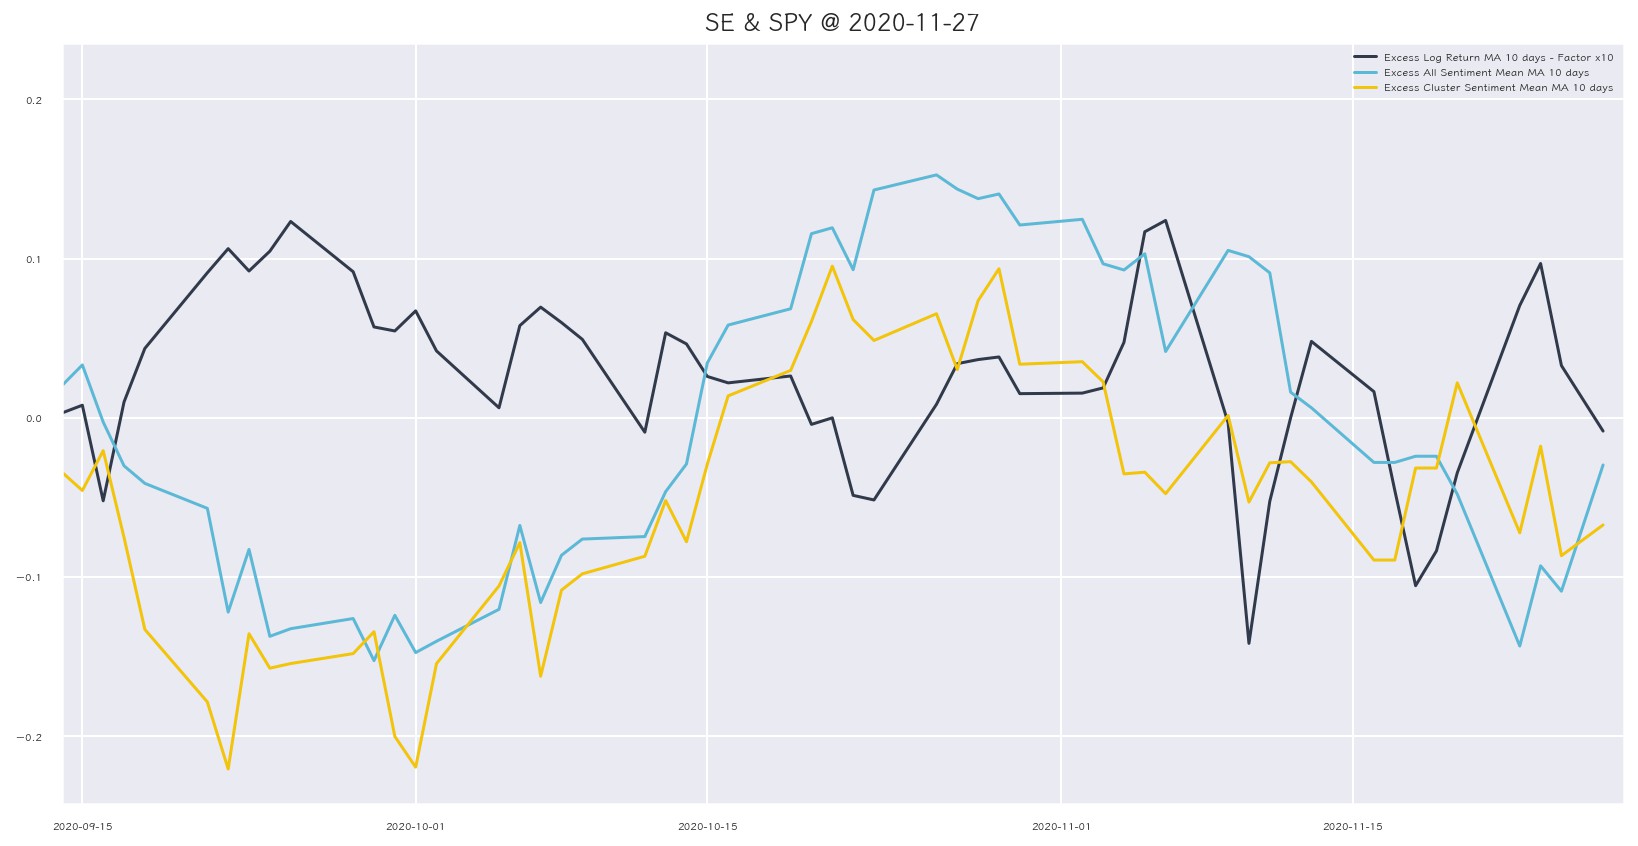 SE & SPY @ 2020-11-27
Excess Log Return MA 10 days - Factor x10
Excess All Sentiment Mean MA 10 days
Excess Cluster Sentiment Mean MA 10 days
0.2
0.1
0.0
−0.1
−0.2
2020-09-15
2020-10-01
2020-10-15
2020-11-01
2020-11-15